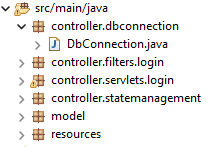 src/main/java
controller.dbconnection
DbConnection.java
controller.filters.login
controller.servlets.login
controller.statemanagement
model
resources